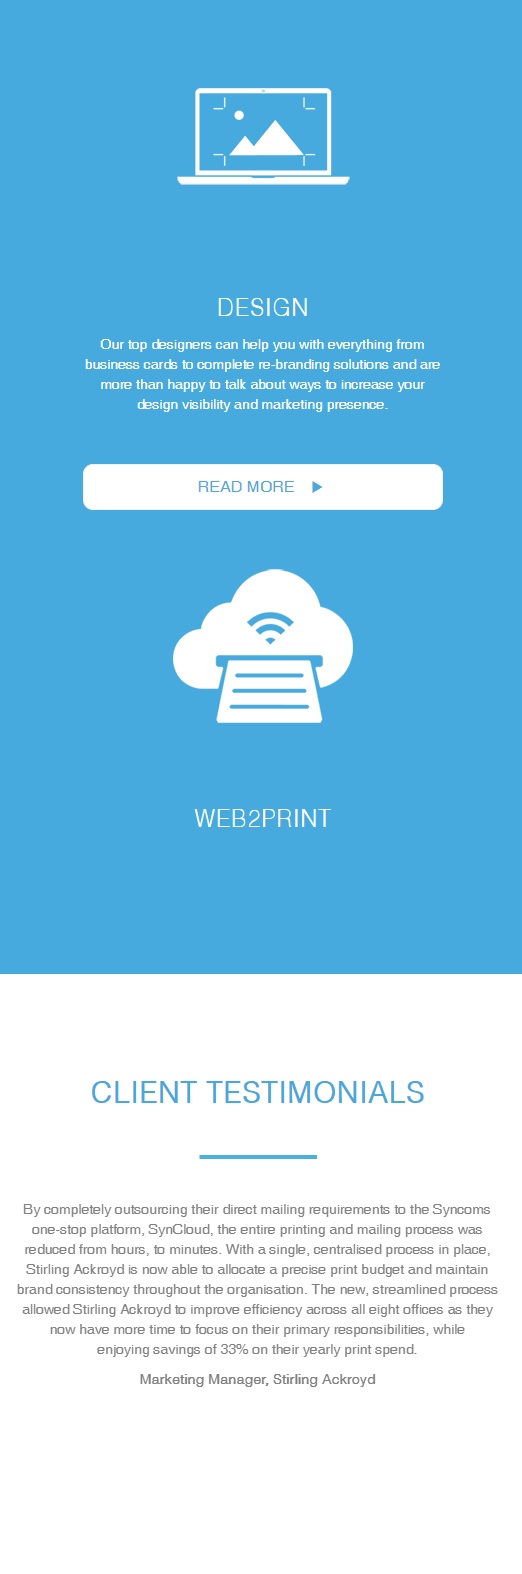 DESIGN
Our top designers can help you with everything from
business cards to complete re-branding solutions and are
more than happy to talk about ways to increase your
design visibility and marketing presence.
READ MORE
WEB2PRINT
CLIENT TESTIMONIALS
By completely outsourcing their direct mailing requirements to the Syncoms
one-stop platform, SynCloud, the entire printing and mailing process was
reduced from hours, to minutes. With a single, centralised process in place,
Stirling Ackroyd is now able to allocate a precise print budget and maintain
brand consistency throughout the organisation. The new, streamlined process
allowed Stirling Ackroyd to improve efficiency across all eight offices as they
now have more time to focus on their primary responsibilities, while
enjoying savings of 33% on their yearly print spend.
Marketing Manager, Stirling Ackroyd